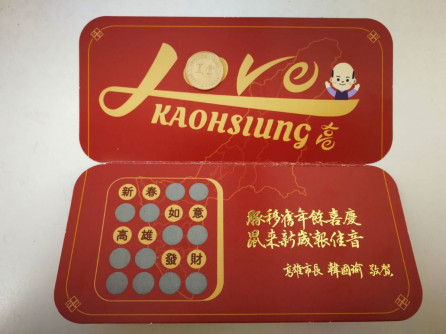 Love
KAOHSIUNG 高雄
新春
如意
高雄
發財
豬移舊年餘喜慶
鼠來新歲報佳音
高雄市長 韓國瑜 敬賀